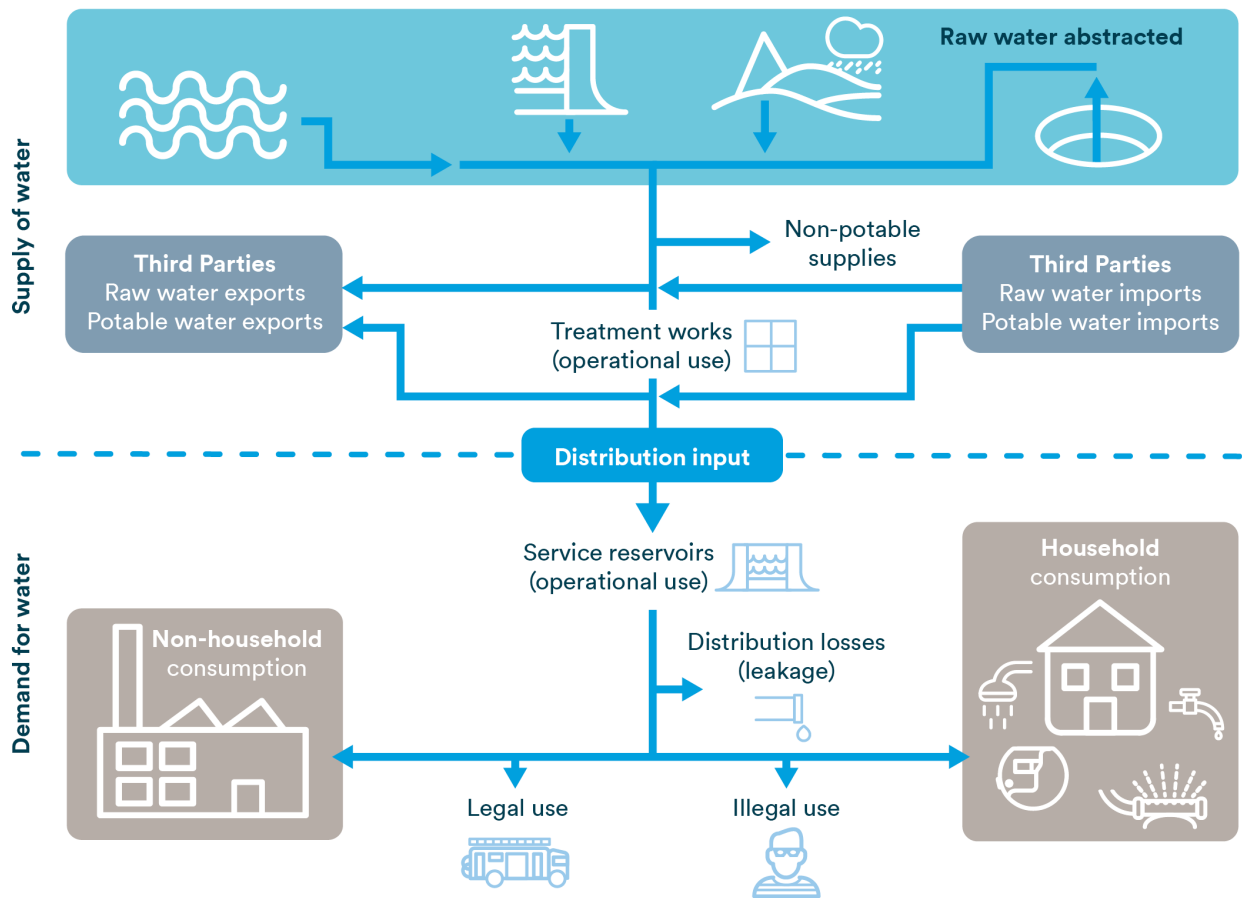 Supply of water
Raw water abstracted
Non-potable
supplies
Third Parties
Raw water exports
Potable water exports
Third Parties
Raw water imports
Potable water imports
Treatment works
(operational use)
Distribution input
Demand for water
Service reservoirs
(operational use)
Household
consumption
Non-household
consumption
Distribution losses
(leakage)
Legal use
Illegal use